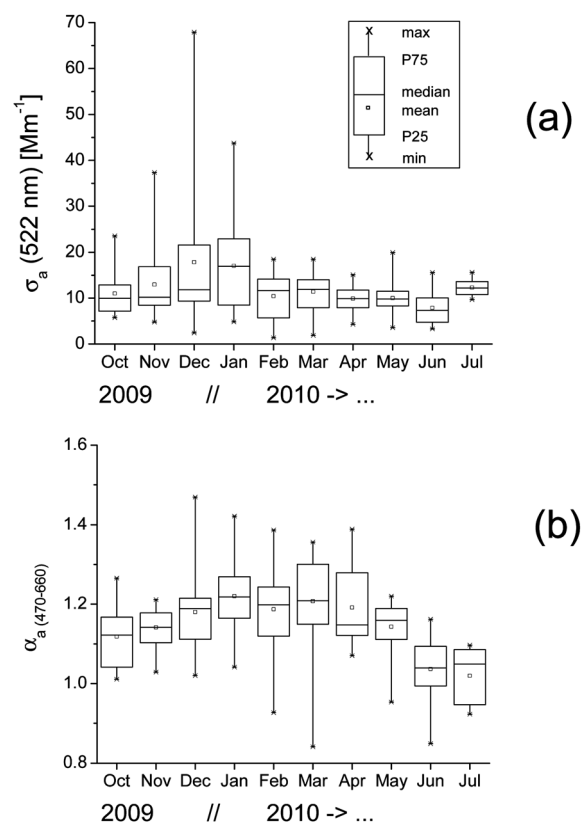 70
60
50
40
30
20
10
0
σa (522 nm) [Mm-1]
max
P75
median
mean
P25
min
(a)
Oct Nov Dec Jan Feb Mar Apr May Jun Jul
2009 // 2010 -> ...
1.6
1.4
1.2
1.0
0.8
αa (470-660)
(b)
Oct Nov Dec Jan Feb Mar Apr May Jun Jul
2009 // 2010 -> ...